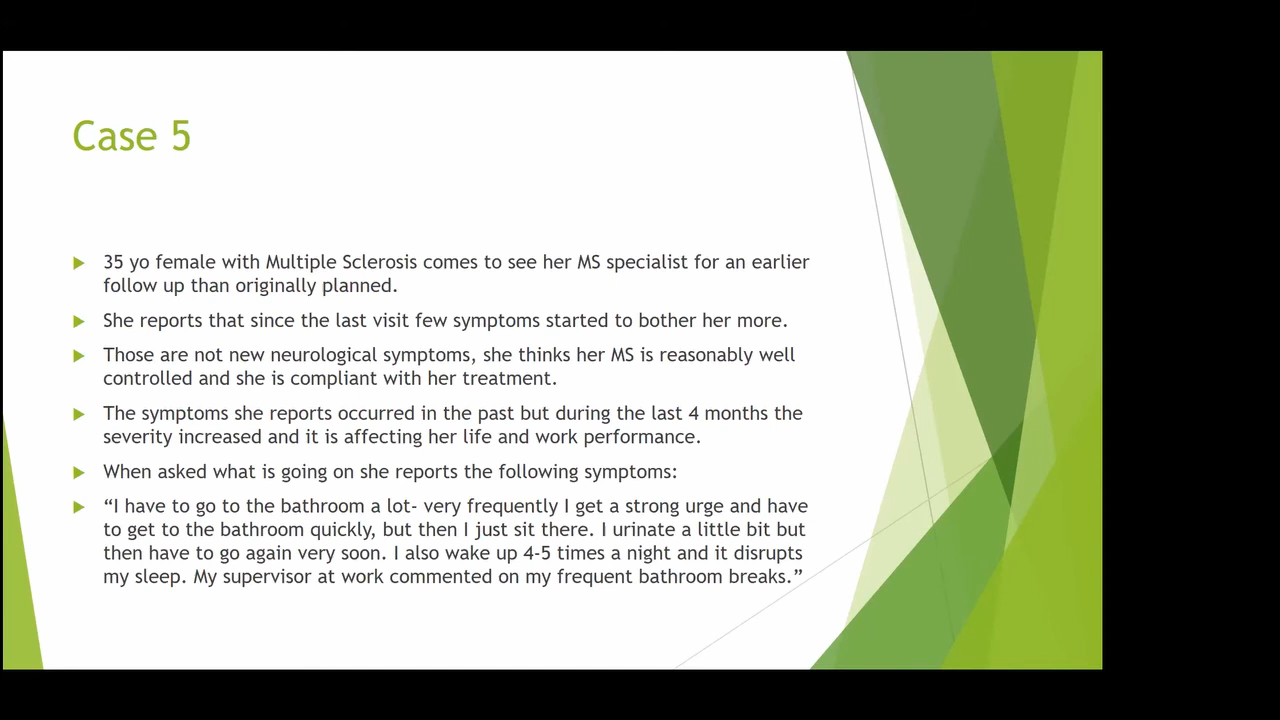 Case 5
35 yo female with Multiple Sclerosis comes to see her MS specialist for an earlier
follow up than originally planned.
She reports that since the last visit few symptoms started to bother her more.
Those are not new neurological symptoms, she thinks her MS is reasonably well
controlled and she is compliant with her treatment.
The symptoms she reports occurred in the past but during the last 4 months the
severity increased and it is affecting her life and work performance.
When asked what is going on she reports the following symptoms:
“I have to go to the bathroom a lot- very frequently I get a strong urge and have
to get to the bathroom quickly, but then I just sit there. I urinate a little bit but
then have to go again very soon. I also wake up 4-5 times a night and it disrupts
my sleep. My supervisor at work commented on my frequent bathroom breaks.”